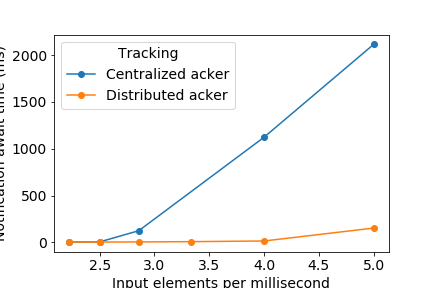 Tracking
Centralized acker
Distributed acker
2000
1500
1000
500
0
Notification await time (ms)
2.5 3.0 3.5 4.0 4.5 5.0
Input elements per millisecond